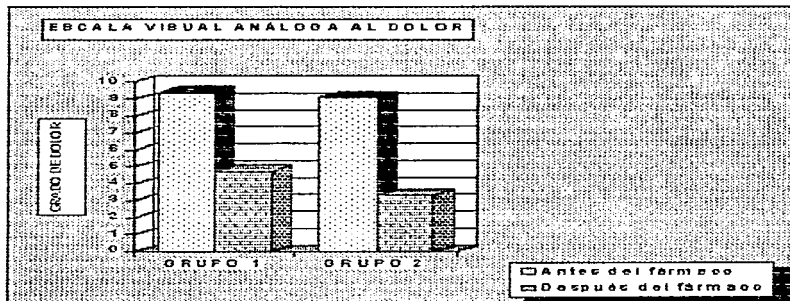 ESCALA VISUAL ANÁLOGA AL DOLOR
GRADO DE DOLOR
10
9
8
7
6
5
4
3
2
1
0
GRUPO 1
GRUPO 2
Antes del fármaco
Después del fármaco